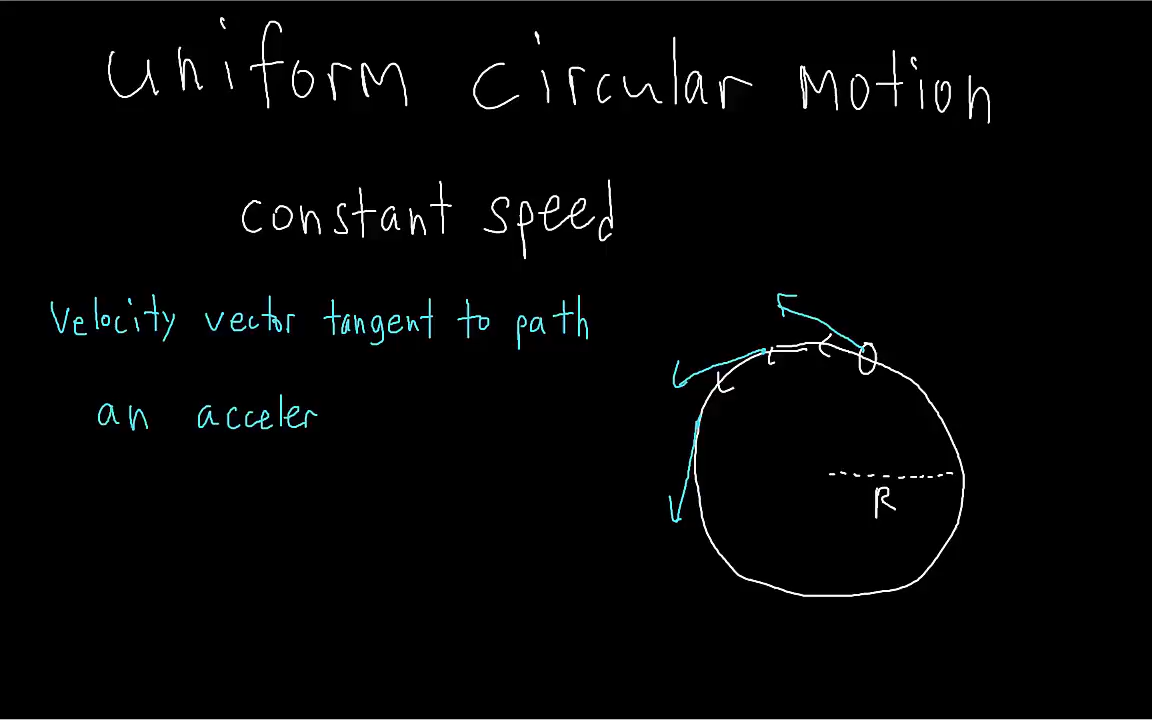 uniform circular motion
constant speed
velocity vector tangent to path
an acceler
R